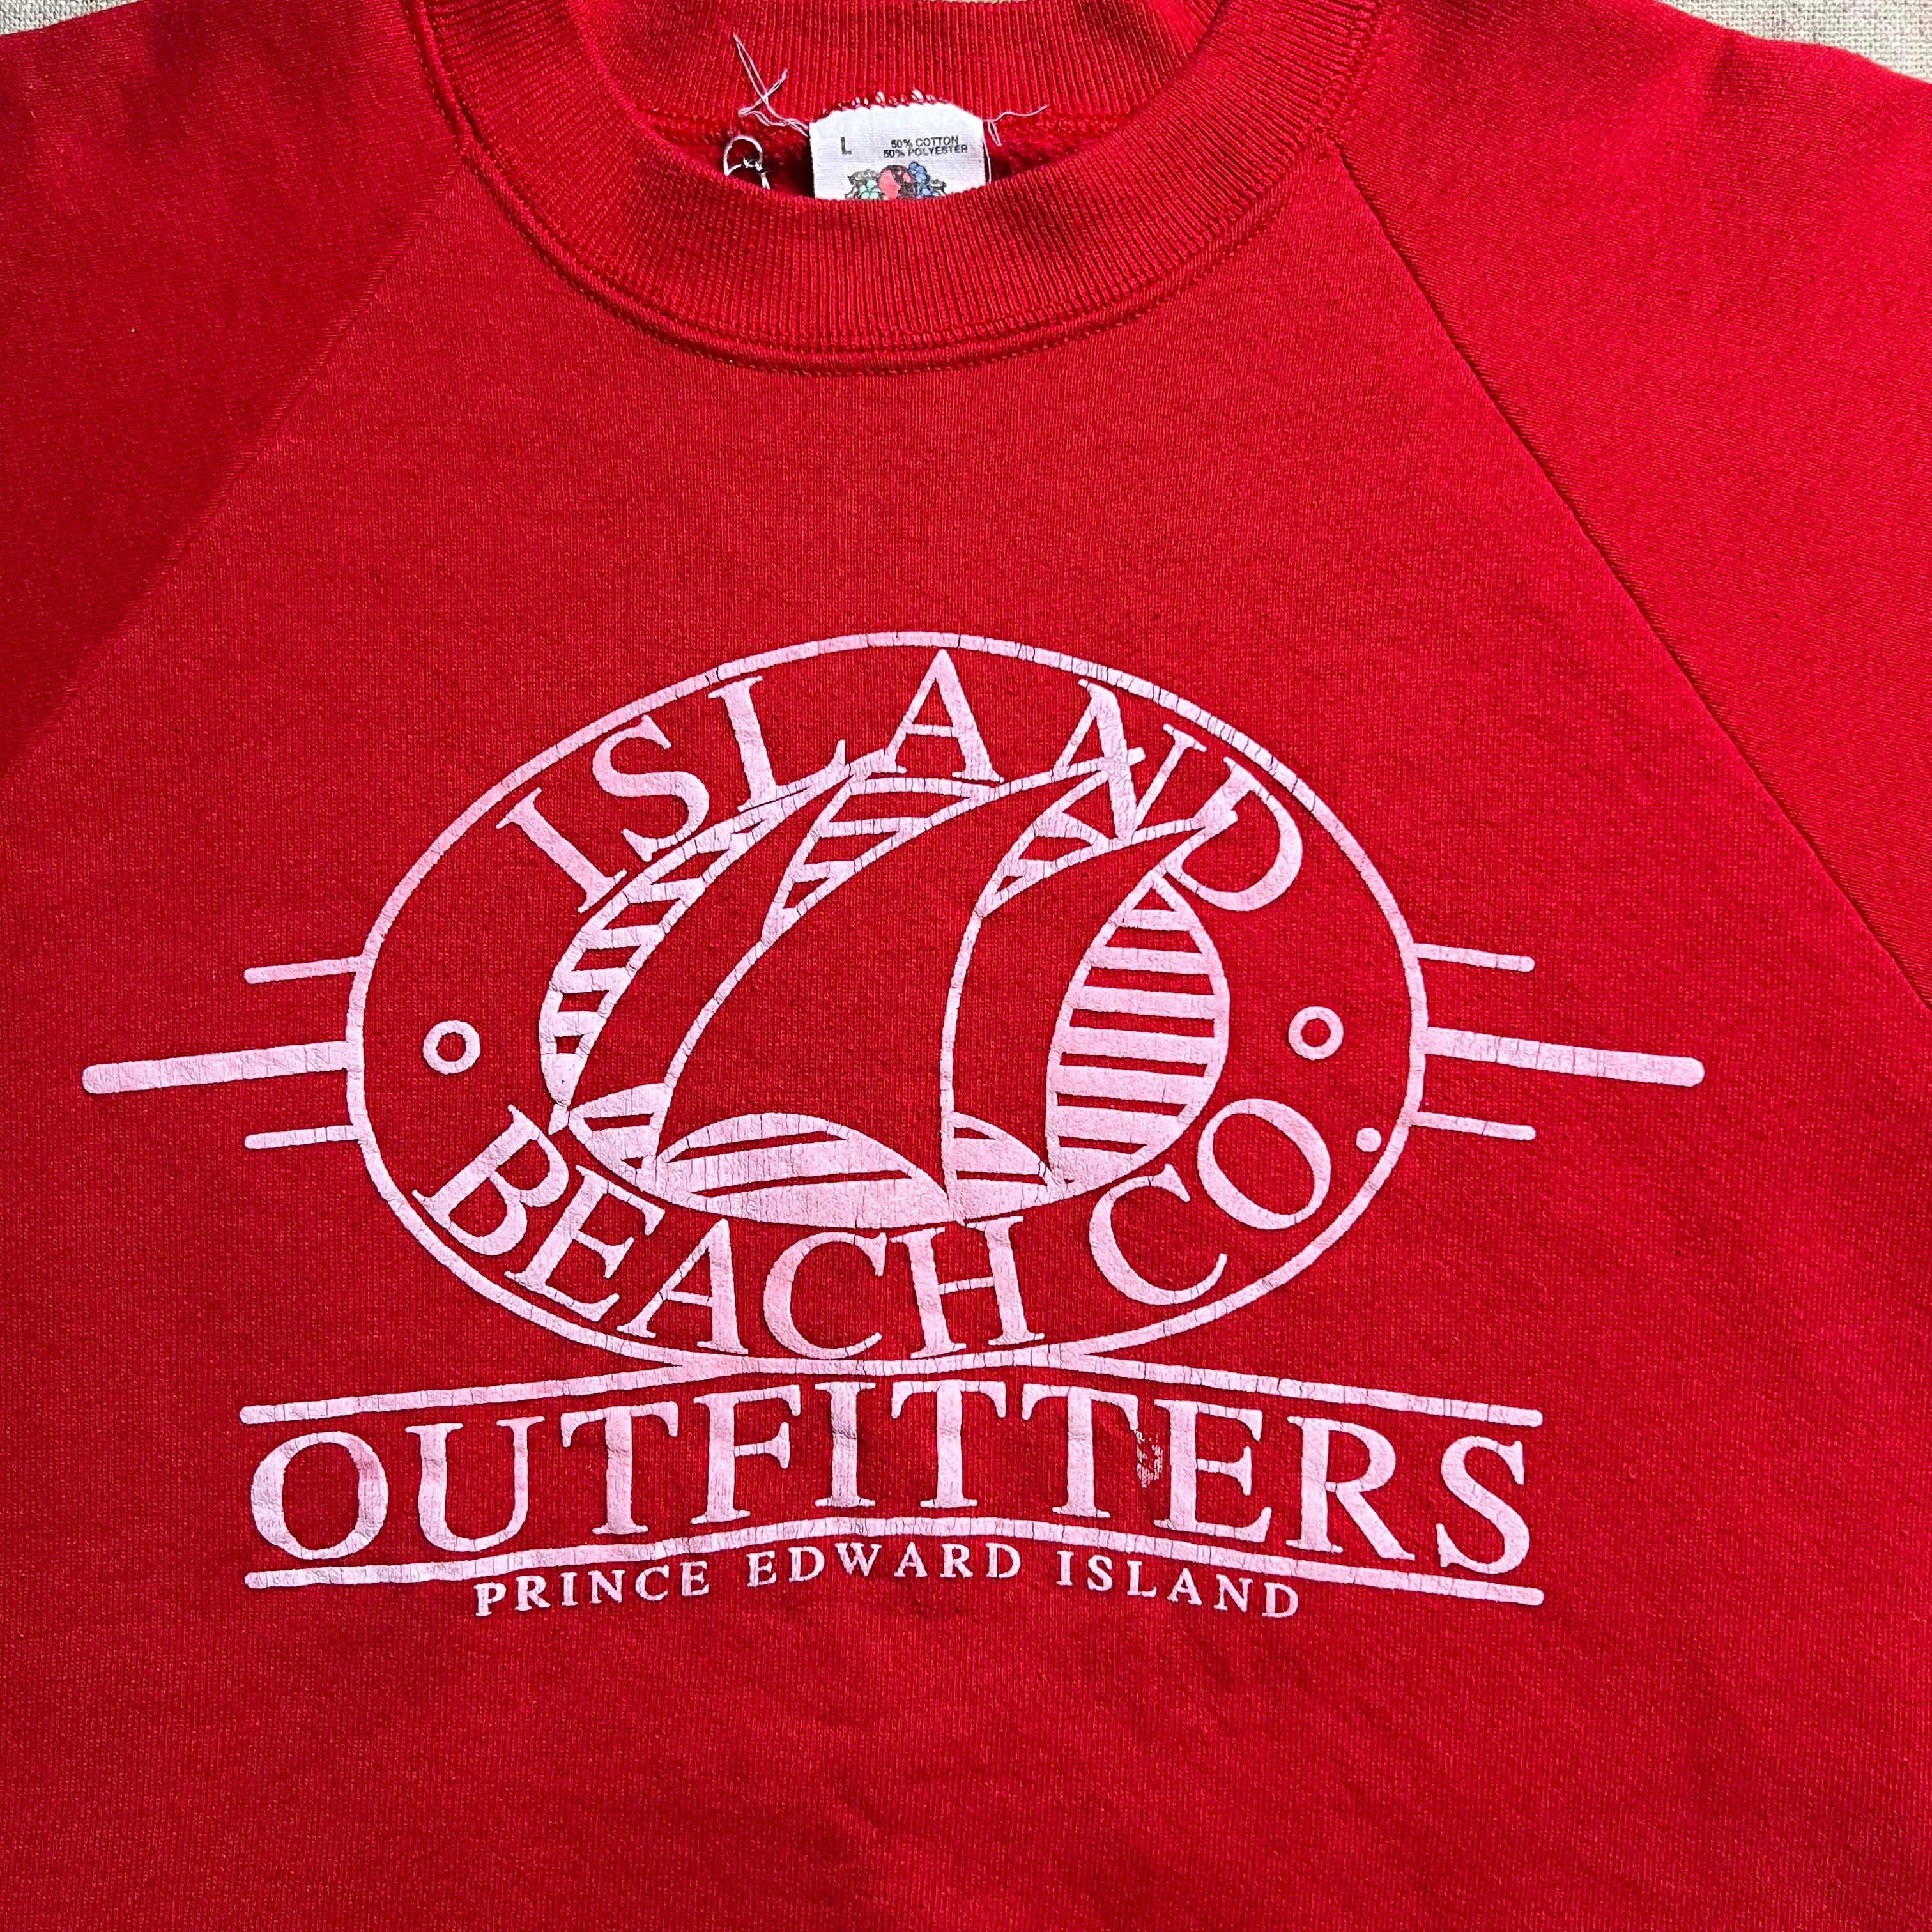 L
50% COTTON
50% POLYESTER
ISLAND
BEACH CO.
OUTFITTERS
PRINCE EDWARD ISLAND